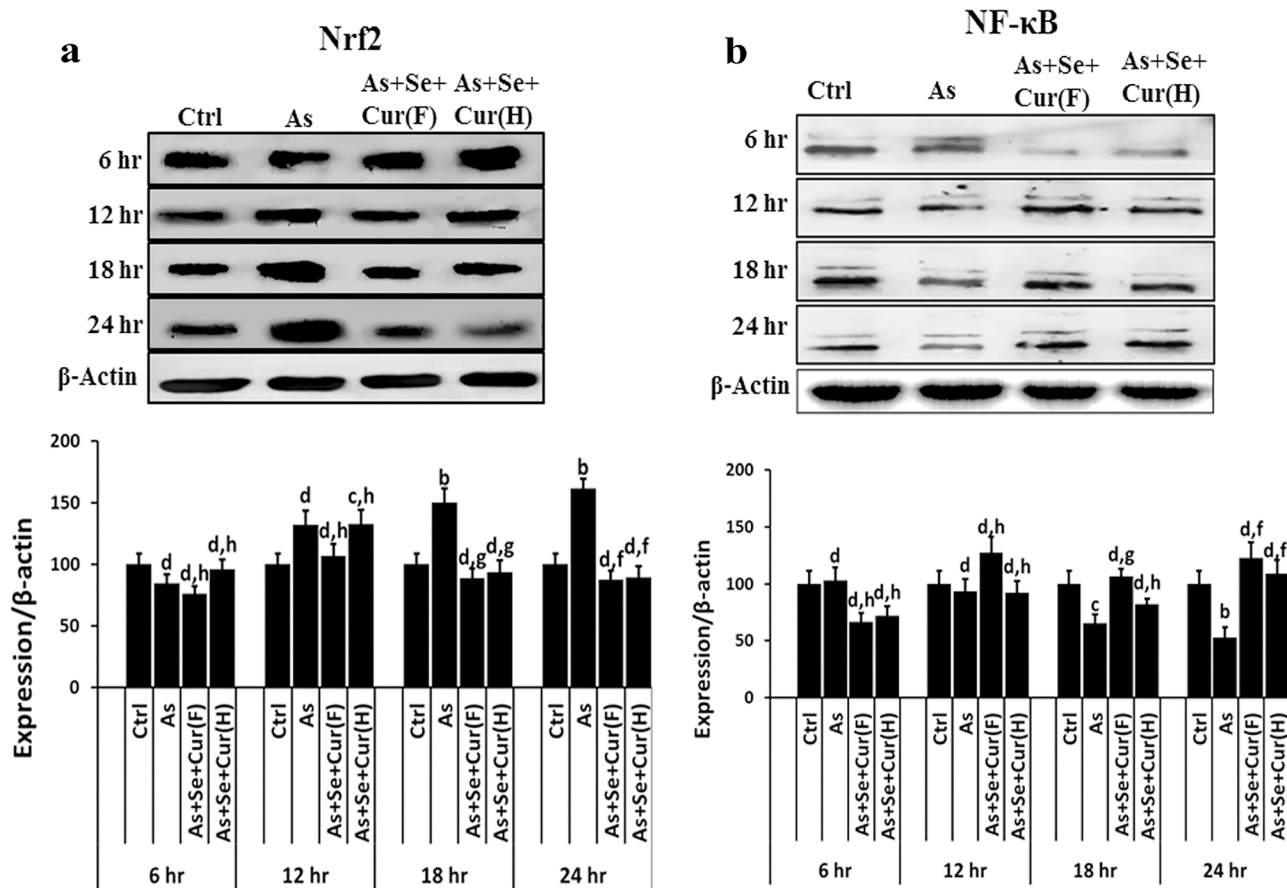 a
Nrf2
Ctrl
As
As+Se+
Cur(F)
As+Se+
Cur(H)
6 hr
12 hr
18 hr
24 hr
β-Actin
200
150
100
50
0
Expression/β-actin
d
d,h
d,h
d
d,h
c,h
b
d,g
d,g
b
d,f
d,f
Ctrl
As
As+Se+Cur(F)
As+Se+Cur(H)
Ctrl
As
As+Se+Cur(F)
As+Se+Cur(H)
Ctrl
As
As+Se+Cur(F)
As+Se+Cur(H)
Ctrl
As
As+Se+Cur(F)
As+Se+Cur(H)
6 hr
12 hr
18 hr
24 hr
b
NF-κB
Ctrl
As
As+Se+
Cur(F)
As+Se+
Cur(H)
6 hr
12 hr
18 hr
24 hr
β-Actin
200
150
100
50
0
Expression/β-actin
d
d,h
d,h
d
d,h
d,h
c
d,g
d,h
b
d,f
d,f
Ctrl
As
As+Se+Cur(F)
As+Se+Cur(H)
Ctrl
As
As+Se+Cur(F)
As+Se+Cur(H)
Ctrl
As
As+Se+Cur(F)
As+Se+Cur(H)
Ctrl
As
As+Se+Cur(F)
As+Se+Cur(H)
6 hr
12 hr
18 hr
24 hr